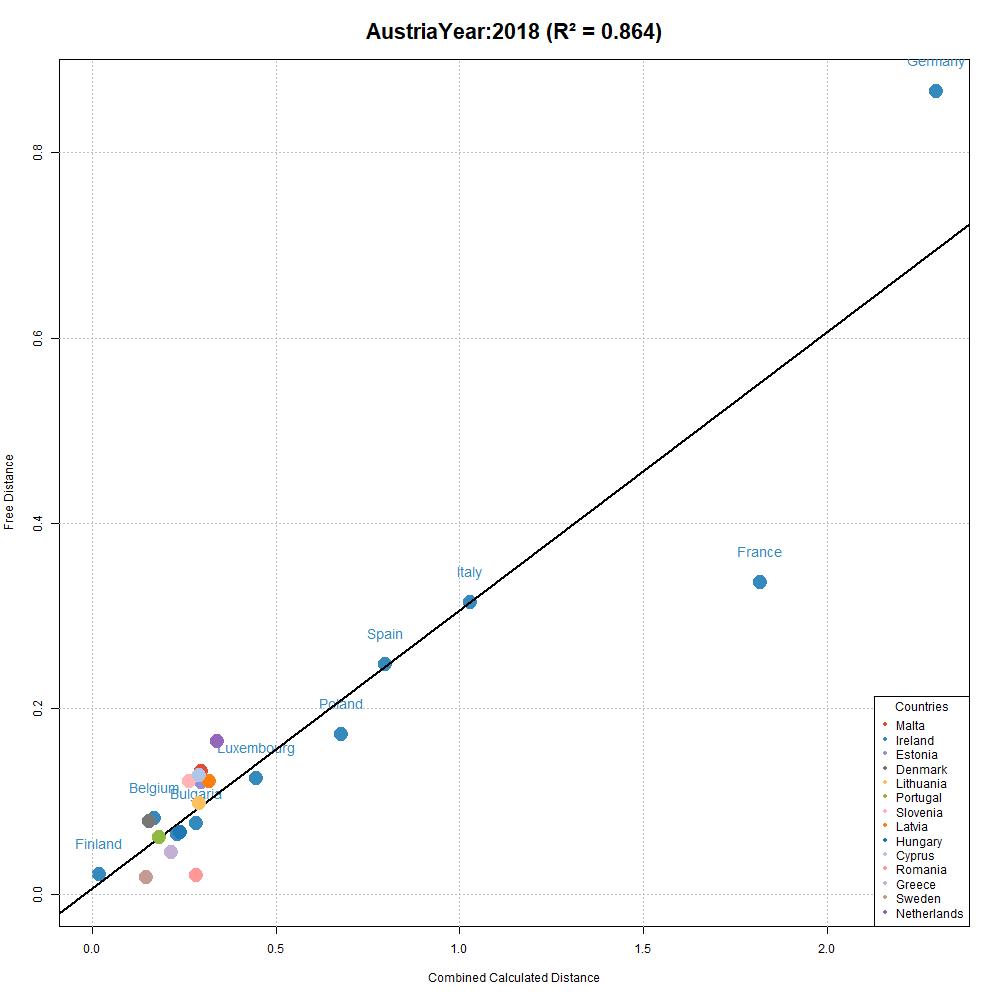 AustriaYear:2018 (R² = 0.864)
Germany
0.8
0.6
Free Distance
0.4
France
Italy
Spain
0.2
Poland
Luxembourg
Belgium
Bulgaria
Finland
0.0
Countries
Malta
Ireland
Estonia
Denmark
Lithuania
Portugal
Slovenia
Latvia
Hungary
Cyprus
Romania
Greece
Sweden
Netherlands
0.0 0.5 1.0 1.5 2.0
Combined Calculated Distance